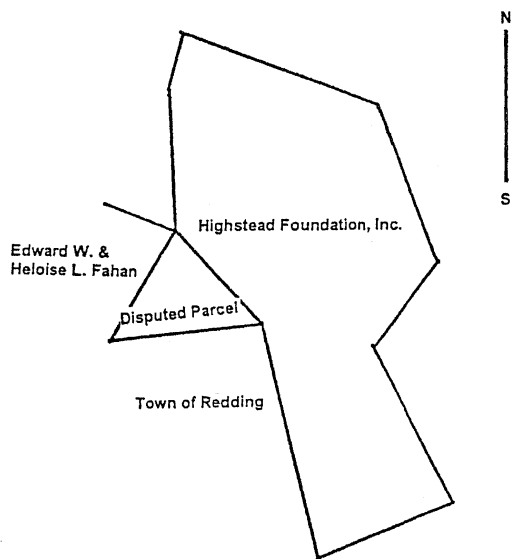 N
S
Highstead Foundation, Inc.
Edward W. &
Heloise L. Fahan
Disputed Parcel
Town of Redding